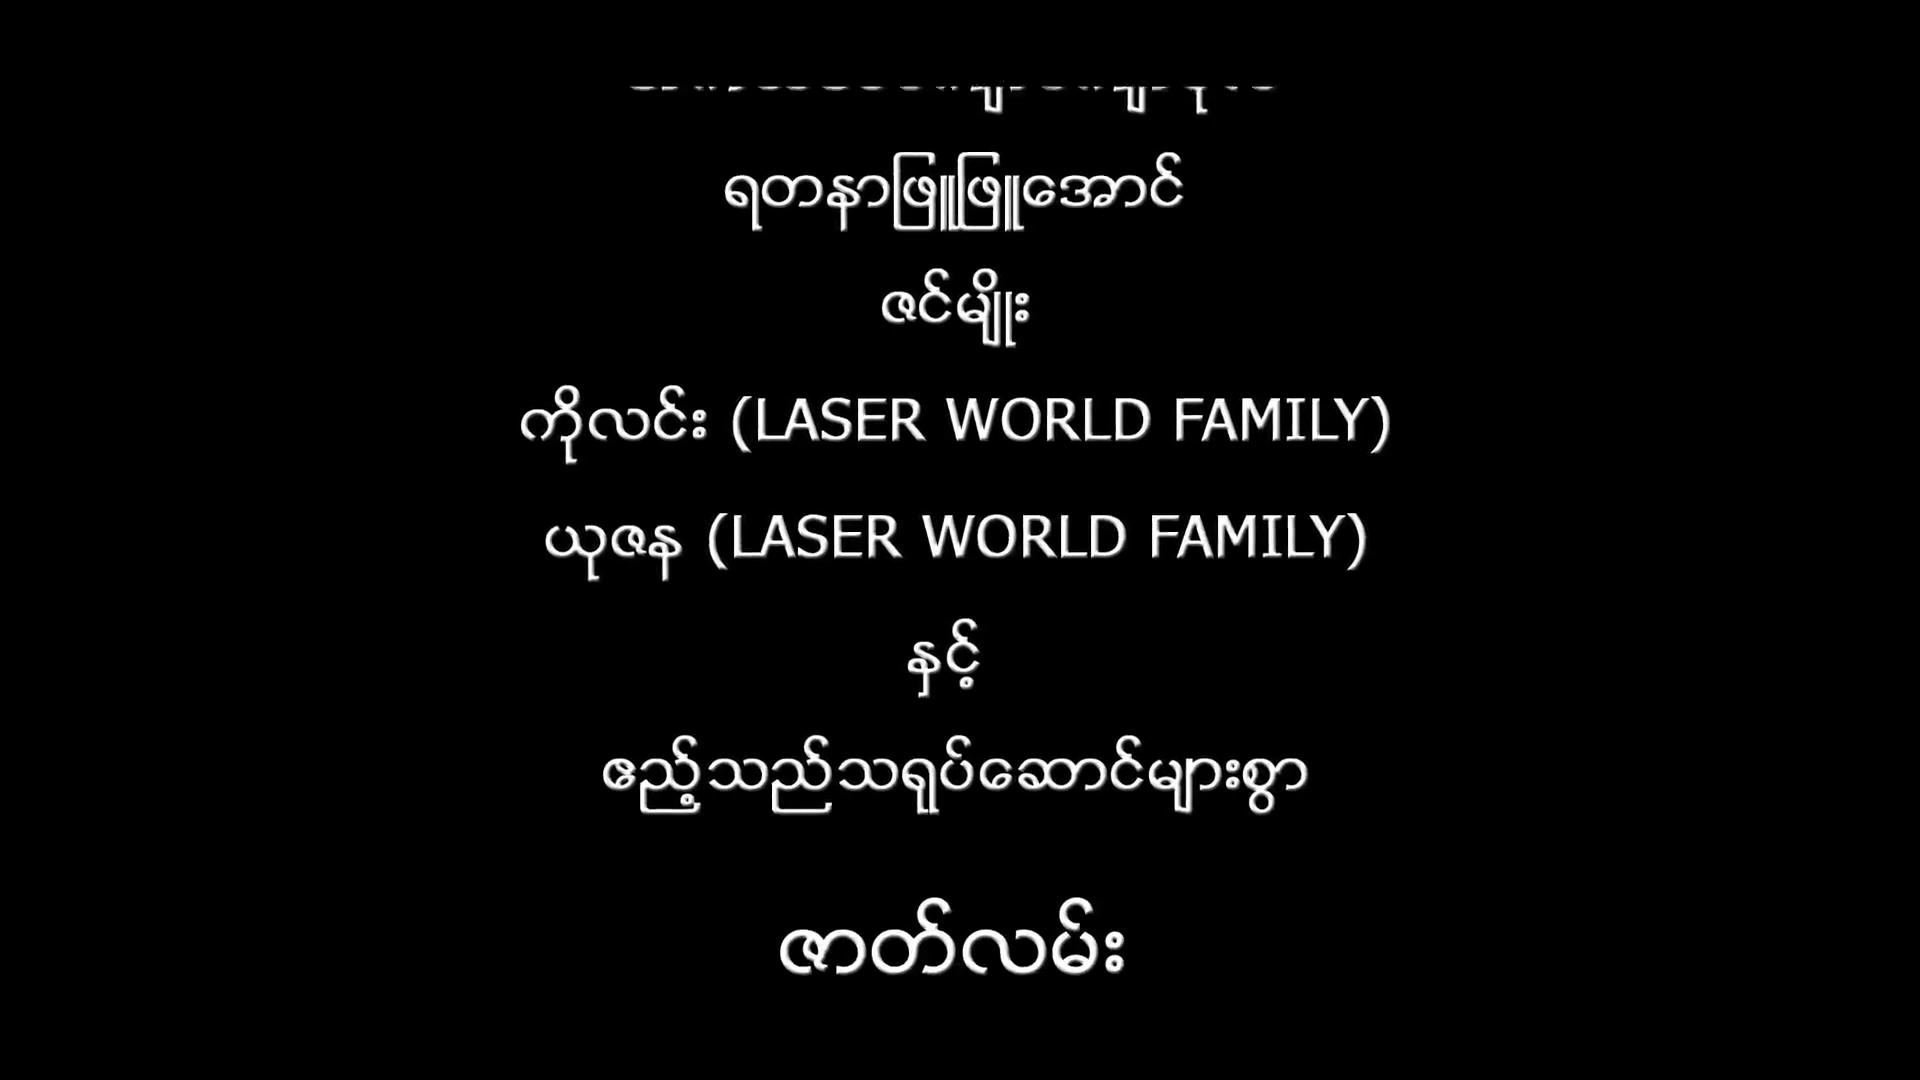 ရတနာဖြူဖြူအောင်
ဇင်မျိုး
ကိုလင်း (LASER WORLD FAMILY)
ယုဇန (LASER WORLD FAMILY)
နှင့်
ဧည့်သည်သရုပ်ဆောင်များစွာ
ဇာတ်လမ်း